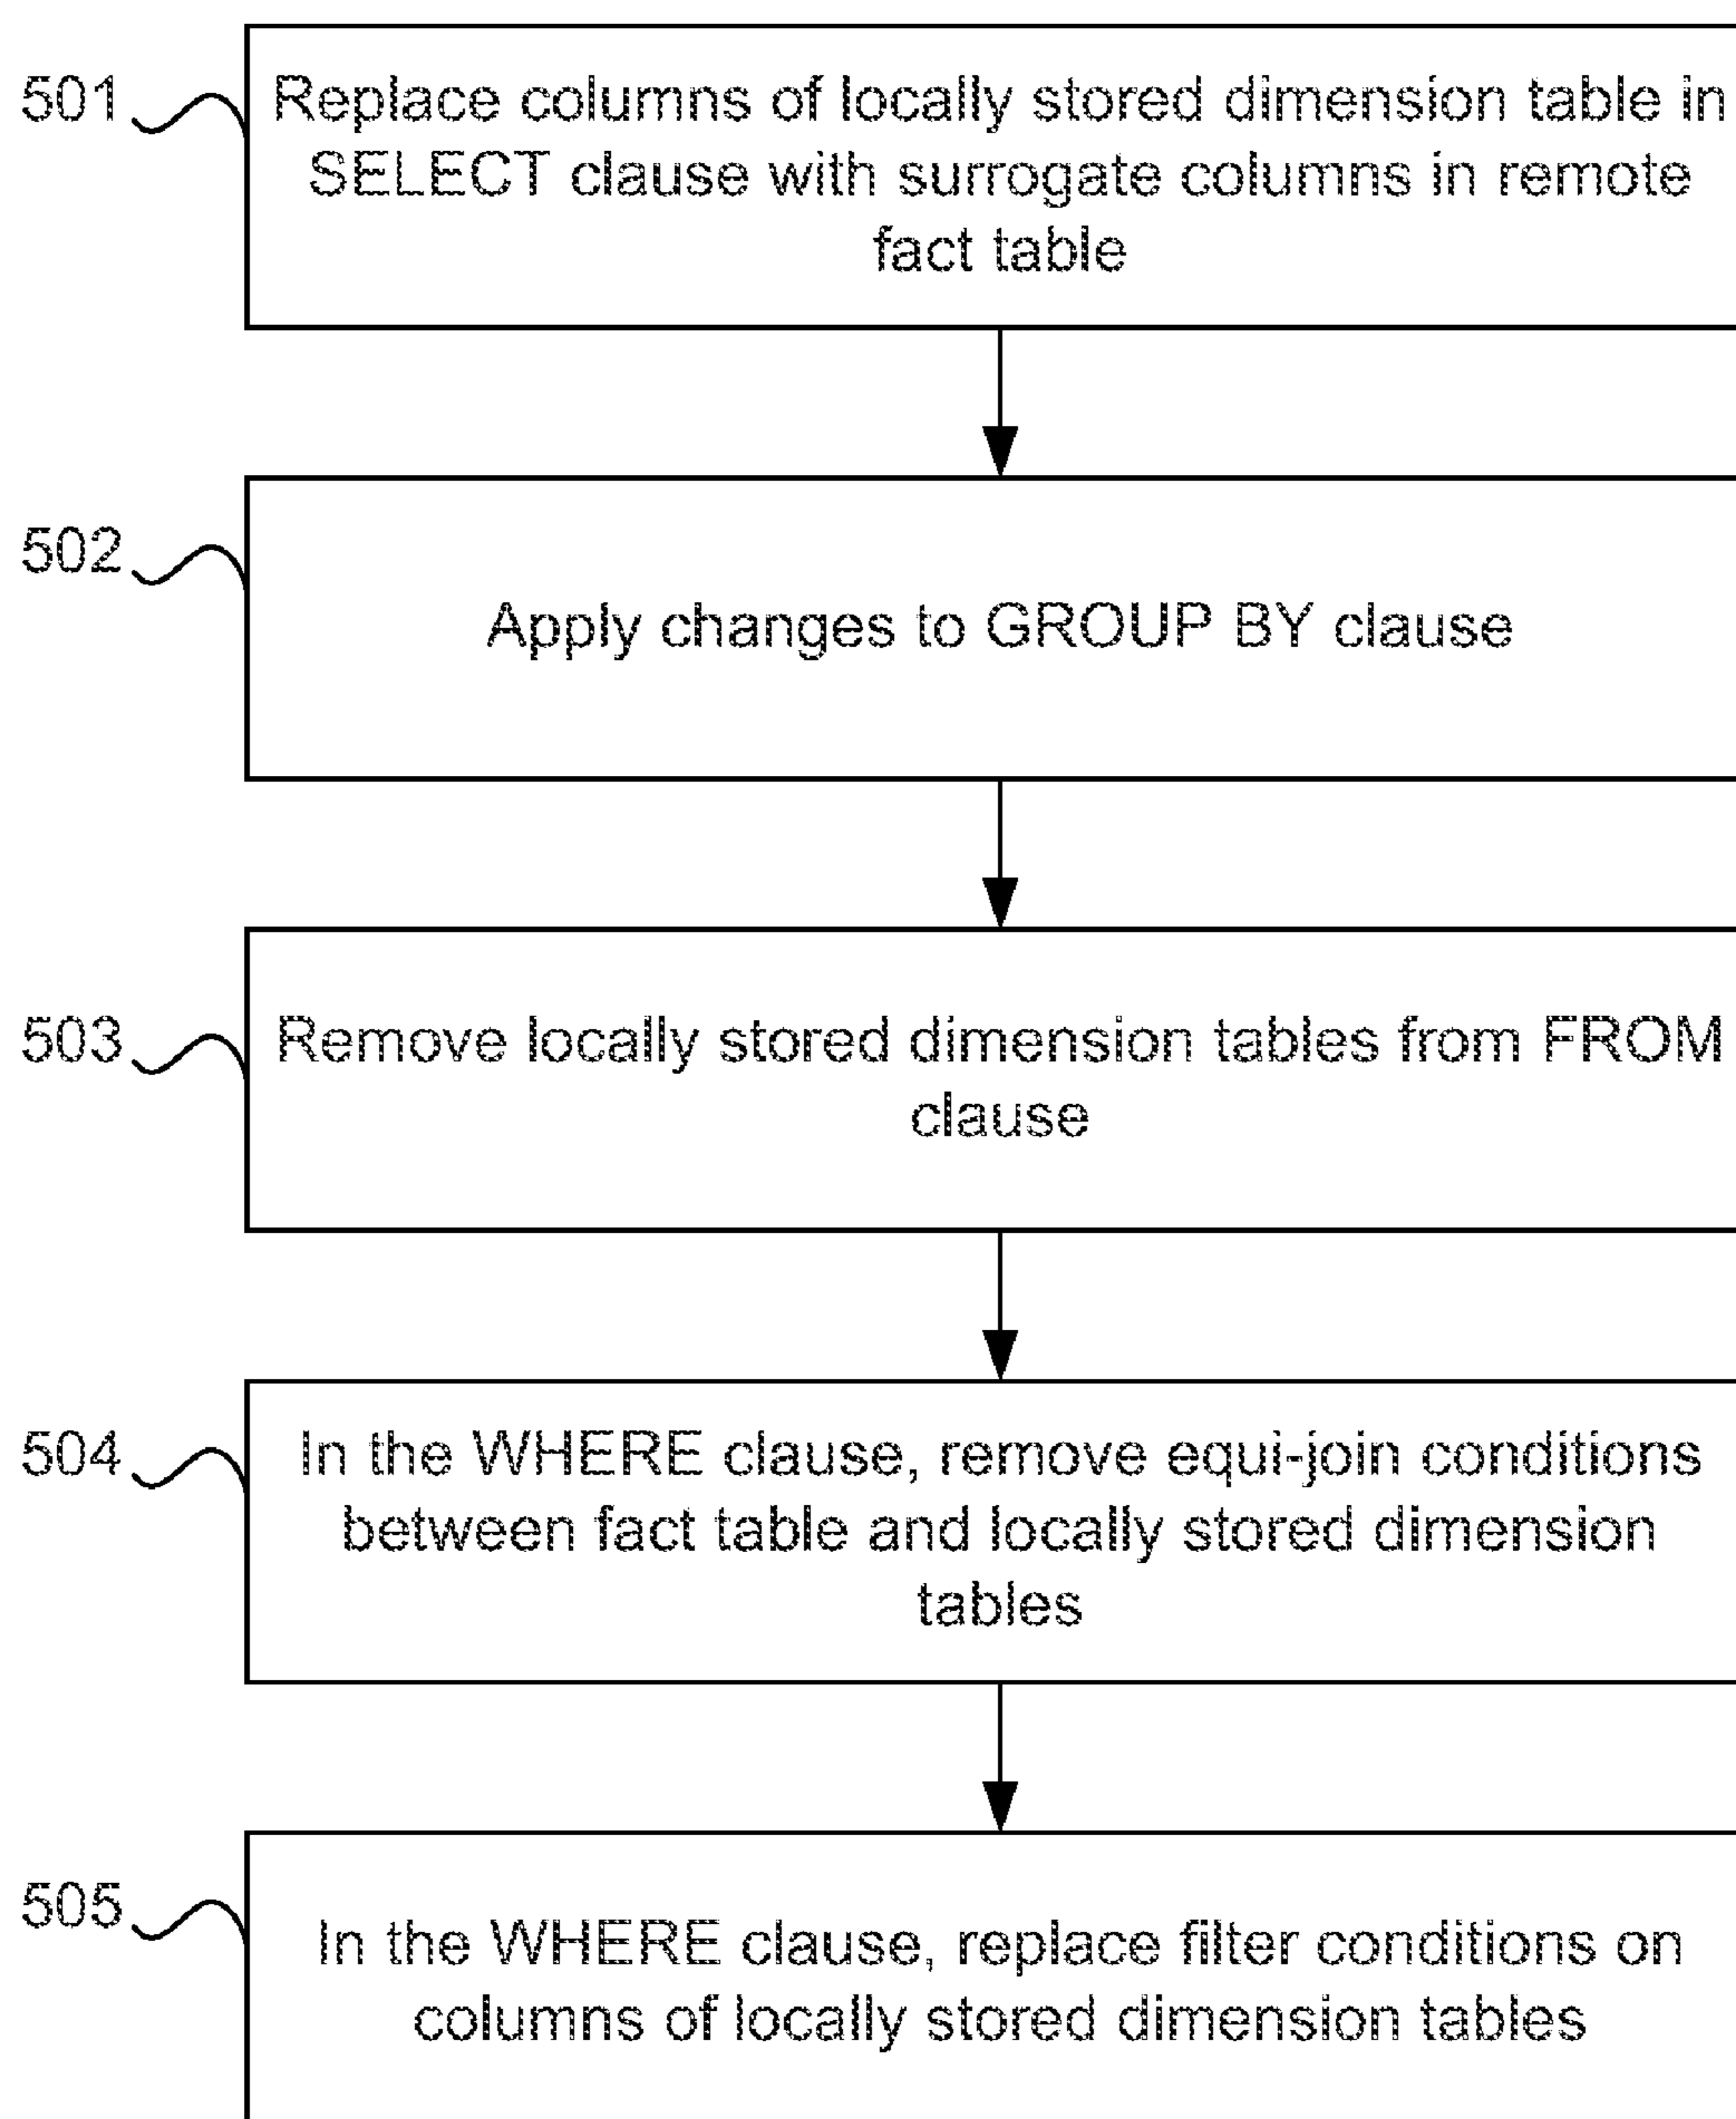 501
Replace columns of locally stored dimension table in
SELECT clause with surrogate columns in remote
fact table
502
Apply changes to GROUP BY clause
503
Remove locally stored dimension tables from FROM
clause
504
In the WHERE clause, remove equi-join conditions
between fact table and locally stored dimension
tables
505
In the WHERE clause, replace filter conditions on
columns of locally stored dimension tables